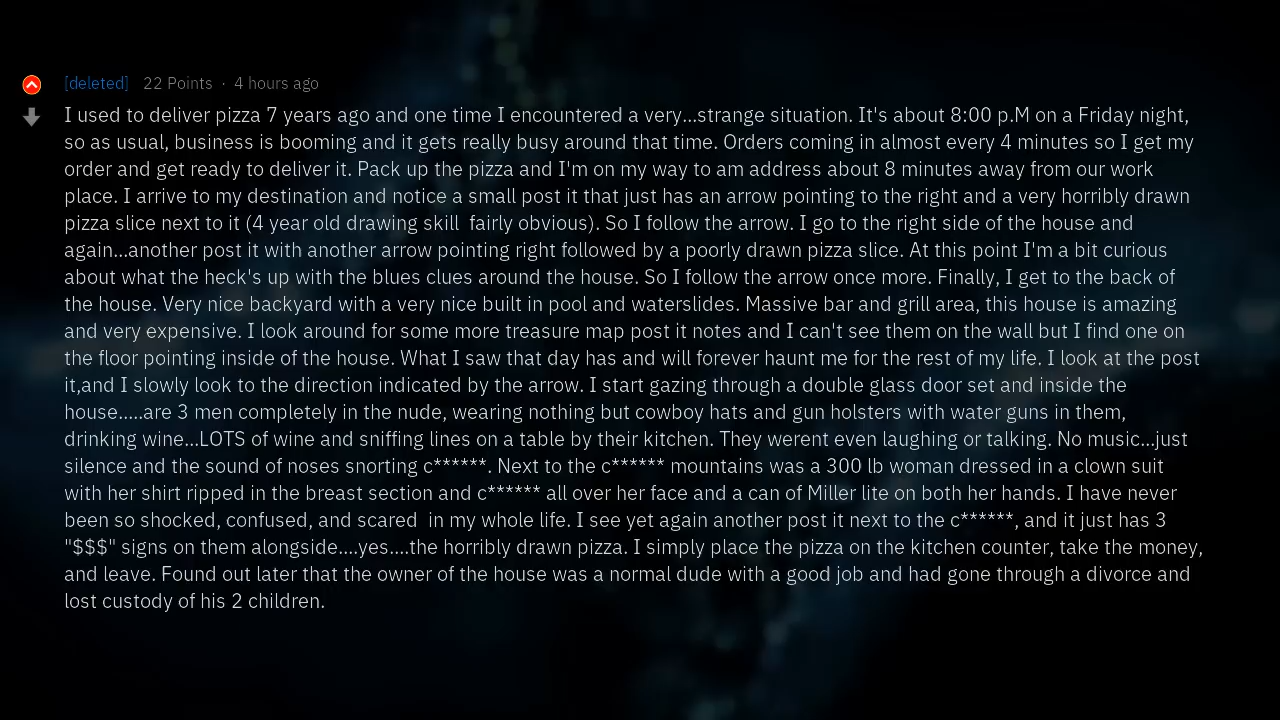 [deleted] 22 Points · 4 hours ago
I used to deliver pizza 7 years ago and one time I encountered a very...strange situation. It's about 8:00 p.M on a Friday night,
so as usual, business is booming and it gets really busy around that time. Orders coming in almost every 4 minutes so I get my
order and get ready to deliver it. Pack up the pizza and I'm on my way to am address about 8 minutes away from our work
place. I arrive to my destination and notice a small post it that just has an arrow pointing to the right and a very horribly drawn
pizza slice next to it (4 year old drawing skill  fairly obvious). So I follow the arrow. I go to the right side of the house and
again...another post it with another arrow pointing right followed by a poorly drawn pizza slice. At this point I'm a bit curious
about what the heck's up with the blues clues around the house. So I follow the arrow once more. Finally, I get to the back of
the house. Very nice backyard with a very nice built in pool and waterslides. Massive bar and grill area, this house is amazing
and very expensive. I look around for some more treasure map post it notes and I can't see them on the wall but I find one on
the floor pointing inside of the house. What I saw that day has and will forever haunt me for the rest of my life. I look at the post
it,and I slowly look to the direction indicated by the arrow. I start gazing through a double glass door set and inside the
house.....are 3 men completely in the nude, wearing nothing but cowboy hats and gun holsters with water guns in them,
drinking wine...LOTS of wine and sniffing lines on a table by their kitchen. They werent even laughing or talking. No music...just
silence and the sound of noses snorting c******. Next to the c****** mountains was a 300 lb woman dressed in a clown suit
with her shirt ripped in the breast section and c****** all over her face and a can of Miller lite on both her hands. I have never
been so shocked, confused, and scared  in my whole life. I see yet again another post it next to the c******, and it just has 3
"$$$" signs on them alongside....yes....the horribly drawn pizza. I simply place the pizza on the kitchen counter, take the money,
and leave. Found out later that the owner of the house was a normal dude with a good job and had gone through a divorce and
lost custody of his 2 children.